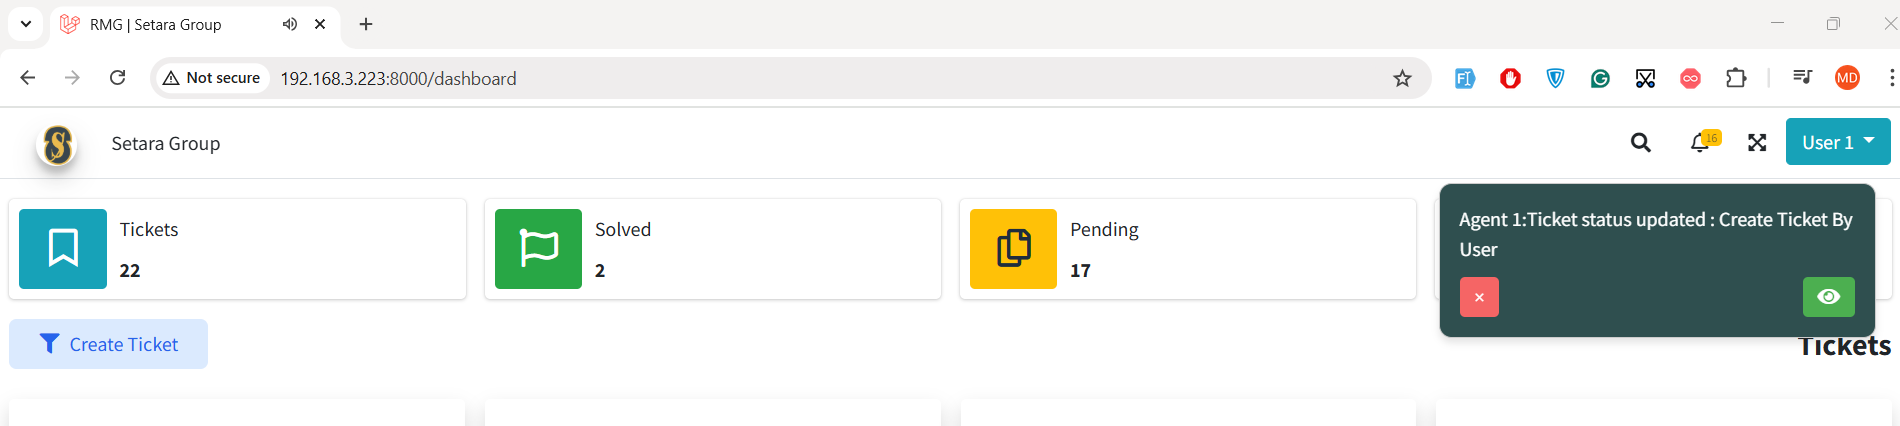 RMG | Setara Group
Not secure
192.168.3.223:8000/dashboard
MD
Setara Group
16
User 1
Tickets
22
Solved
2
Pending
17
Agent 1:Ticket status updated : Create Ticket By
User
Create Ticket
Tickets